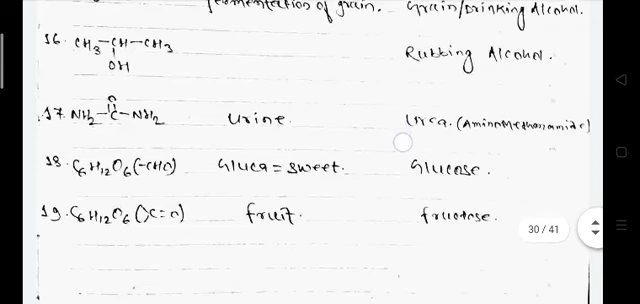 fermentation of grain. Grain/Drinking Alcohol.
16. CH3-CH-CH3 Rubbing Alcohol.
OH
O
17. NH2-C-NH2 Urine. Urea. (AminoMethanamide)
18. C6H12O6(-CHO) Gluca = sweet. Glucose.
19. C6H12O6(>C=O) fruit. fructose.
30 / 41